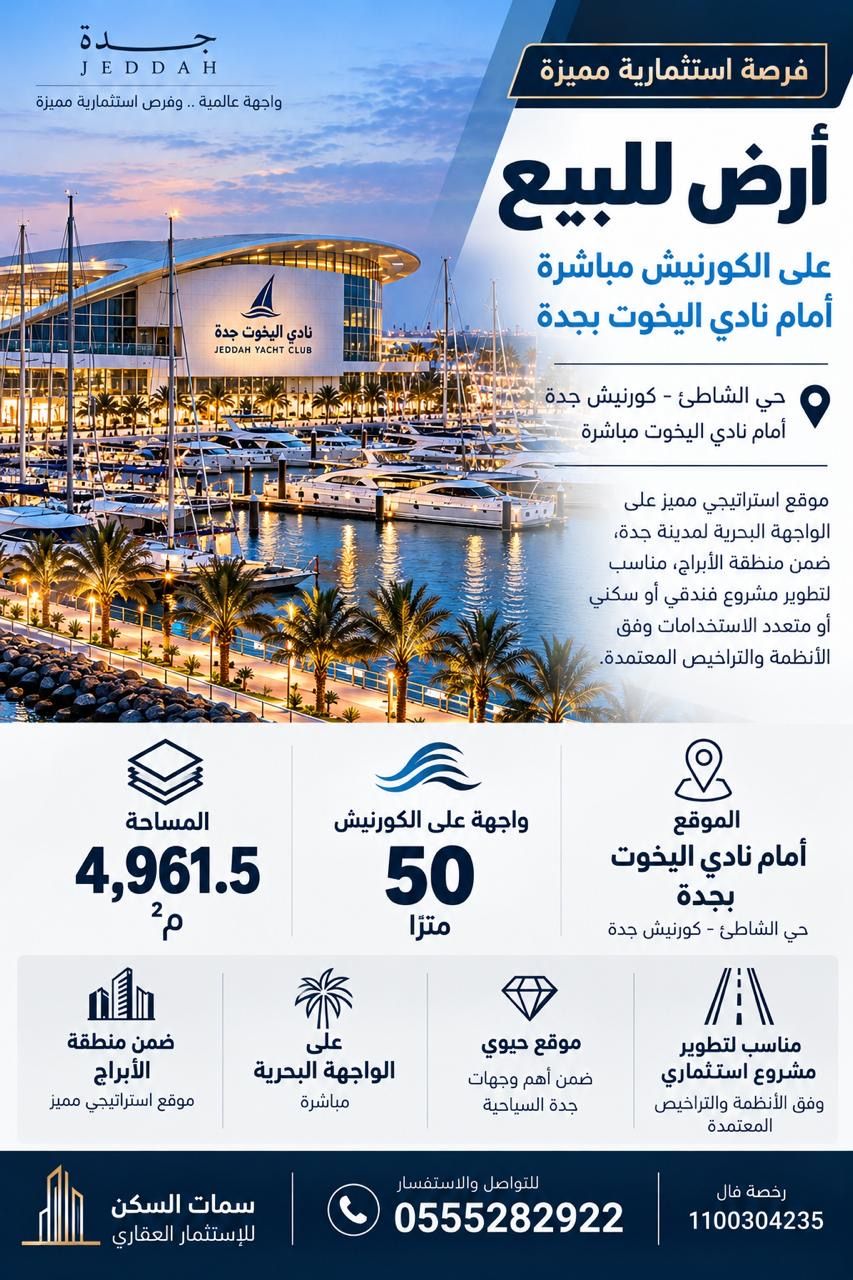 جـــدة
JEDDAH
واجهة عالمية .. وفرص استثمارية مميزة
فرصة استثمارية مميزة
أرض للبيع
على الكورنيش مباشرة
أمام نادي اليخوت بجدة
نادي اليخوت جدة
JEDDAH YACHT CLUB
حي الشاطئ - كورنيش جدة
أمام نادي اليخوت مباشرة
موقع استراتيجي مميز على
الواجهة البحرية لمدينة جدة،
ضمن منطقة الأبراج، مناسب
لتطوير مشروع فندقي أو سكني
أو متعدد الاستخدامات وفق
الأنظمة والتراخيص المعتمدة.
الموقع
أمام نادي اليخوت
بجدة
حي الشاطئ - كورنيش جدة
واجهة على الكورنيش
50
مترًا
المساحة
4,961.5
م²
مناسب لتطوير
مشروع استثماري
وفق الأنظمة والتراخيص
المعتمدة
موقع حيوي
ضمن أهم وجهات
جدة السياحية
على
الواجهة البحرية
مباشرة
ضمن منطقة
الأبراج
موقع استراتيجي مميز
رخصة فال
1100304235
للتواصل والاستفسار
0555282922
سمات السكن
للإستثمار العقاري